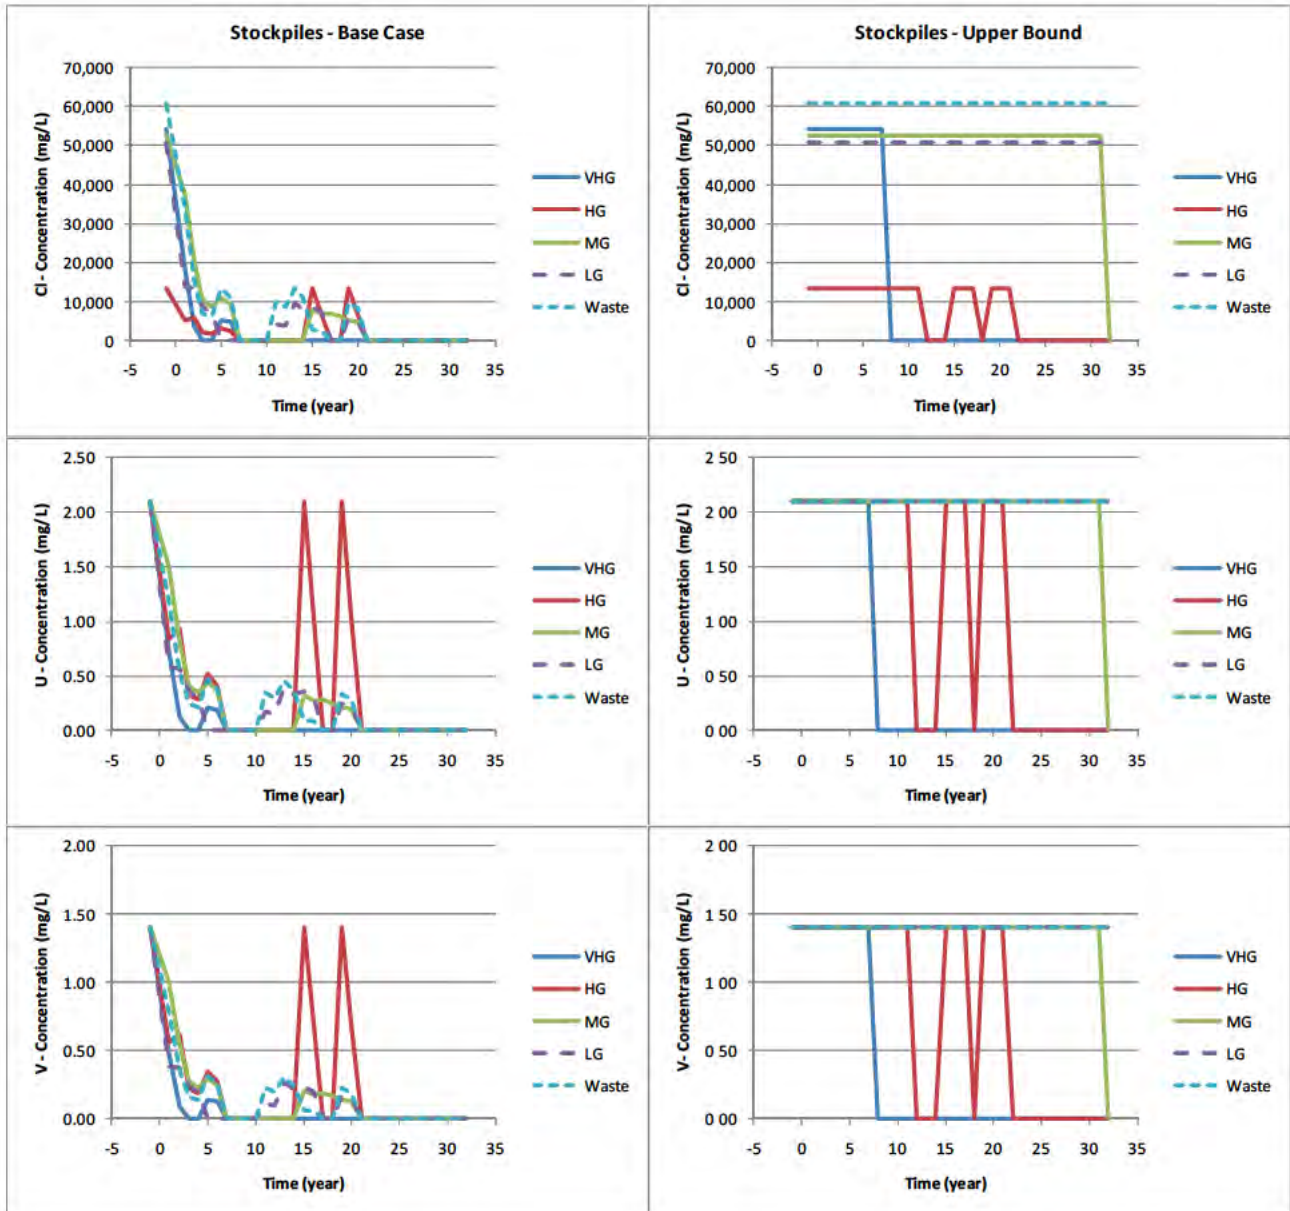 Stockpiles - Base Case
70,000
60,000
50,000
40,000
30,000
20,000
10,000
0
Cl - Concentration (mg/L)
-5 0 5 10 15 20 25 30 35
Time (year)
VHG
HG
MG
LG
Waste
Stockpiles - Upper Bound
70,000
60,000
50,000
40,000
30,000
20,000
10,000
0
Cl - Concentration (mg/L)
-5 0 5 10 15 20 25 30 35
Time (year)
VHG
HG
MG
LG
Waste
2.50
2.00
1.50
1.00
0.50
0.00
U - Concentration (mg/L)
-5 0 5 10 15 20 25 30 35
Time (year)
VHG
HG
MG
LG
Waste
2 50
2 00
1 50
1 00
0 50
0 00
U - Concentration (mg/L)
-5 0 5 10 15 20 25 30 35
Time (year)
VHG
HG
MG
LG
Waste
2.00
1.50
1.00
0.50
0.00
V - Concentration (mg/L)
-5 0 5 10 15 20 25 30 35
Time (year)
VHG
HG
MG
LG
Waste
2 00
1 50
1 00
0 50
0 00
V - Concentration (mg/L)
-5 0 5 10 15 20 25 30 35
Time (year)
VHG
HG
MG
LG
Waste